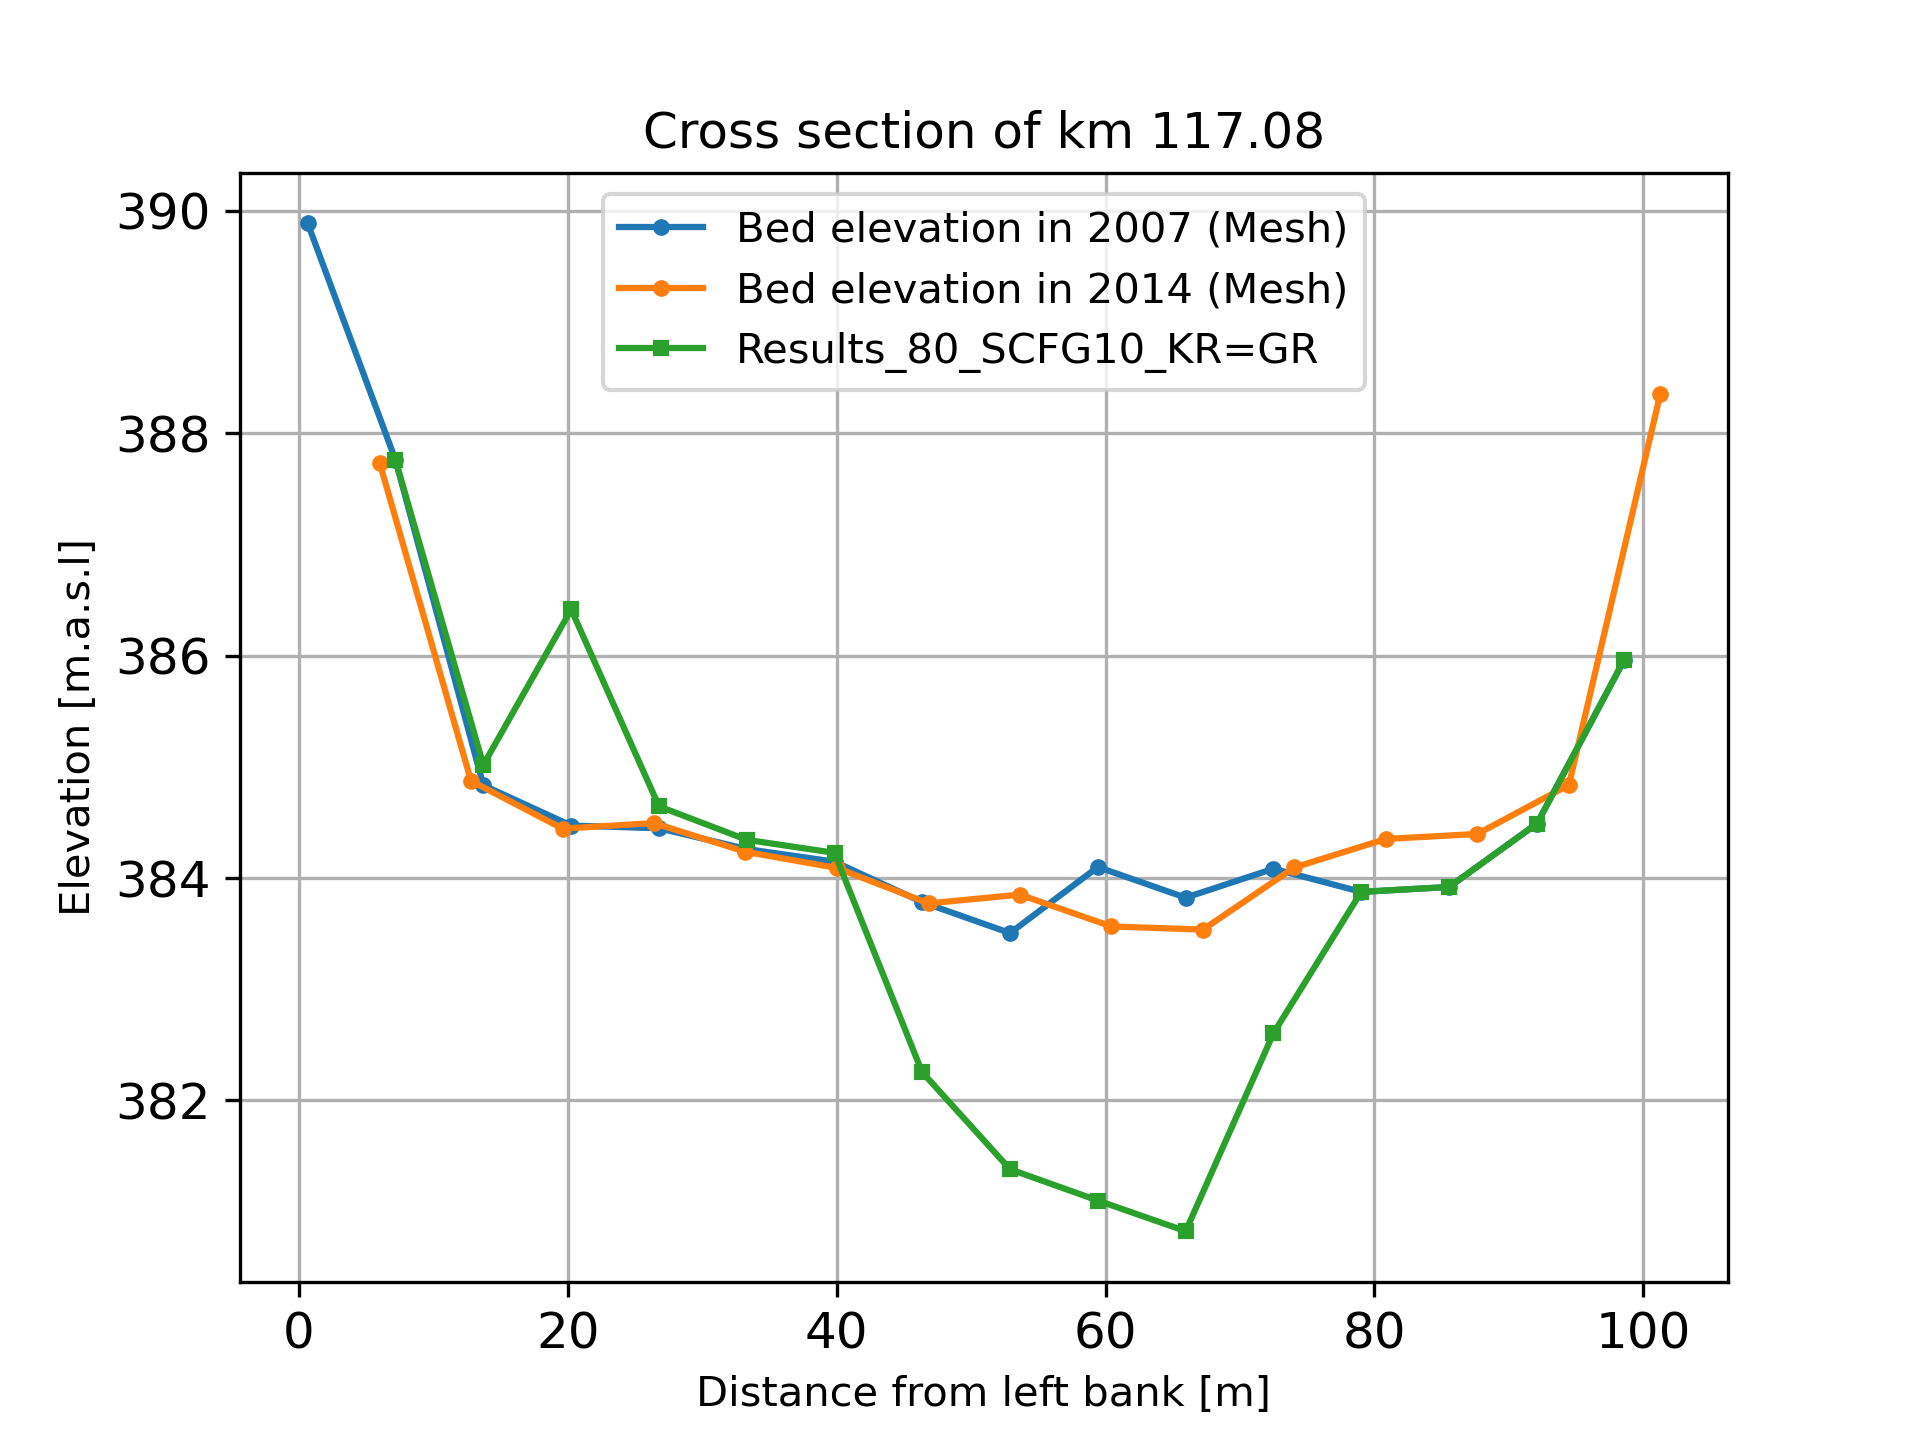 Cross section of km 117.08
Bed elevation in 2007 (Mesh)
Bed elevation in 2014 (Mesh)
Results_80_SCFG10_KR=GR
Elevation [m.a.s.l]
390
388
386
384
382
0 20 40 60 80 100
Distance from left bank [m]